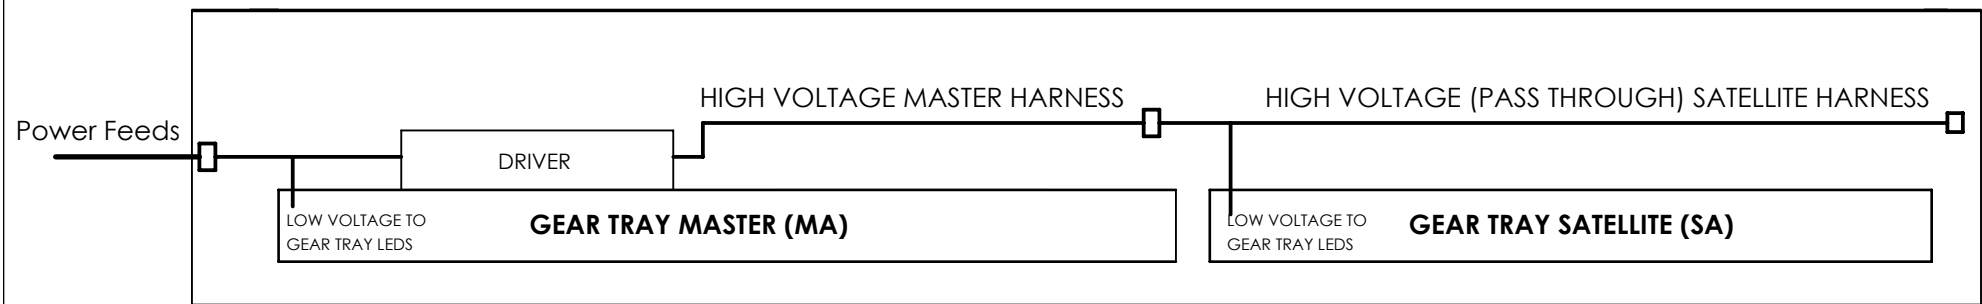 HIGH VOLTAGE MASTER HARNESS
HIGH VOLTAGE (PASS THROUGH) SATELLITE HARNESS
Power Feeds
DRIVER
LOW VOLTAGE TO
GEAR TRAY LEDS
GEAR TRAY MASTER (MA)
LOW VOLTAGE TO
GEAR TRAY LEDS
GEAR TRAY SATELLITE (SA)